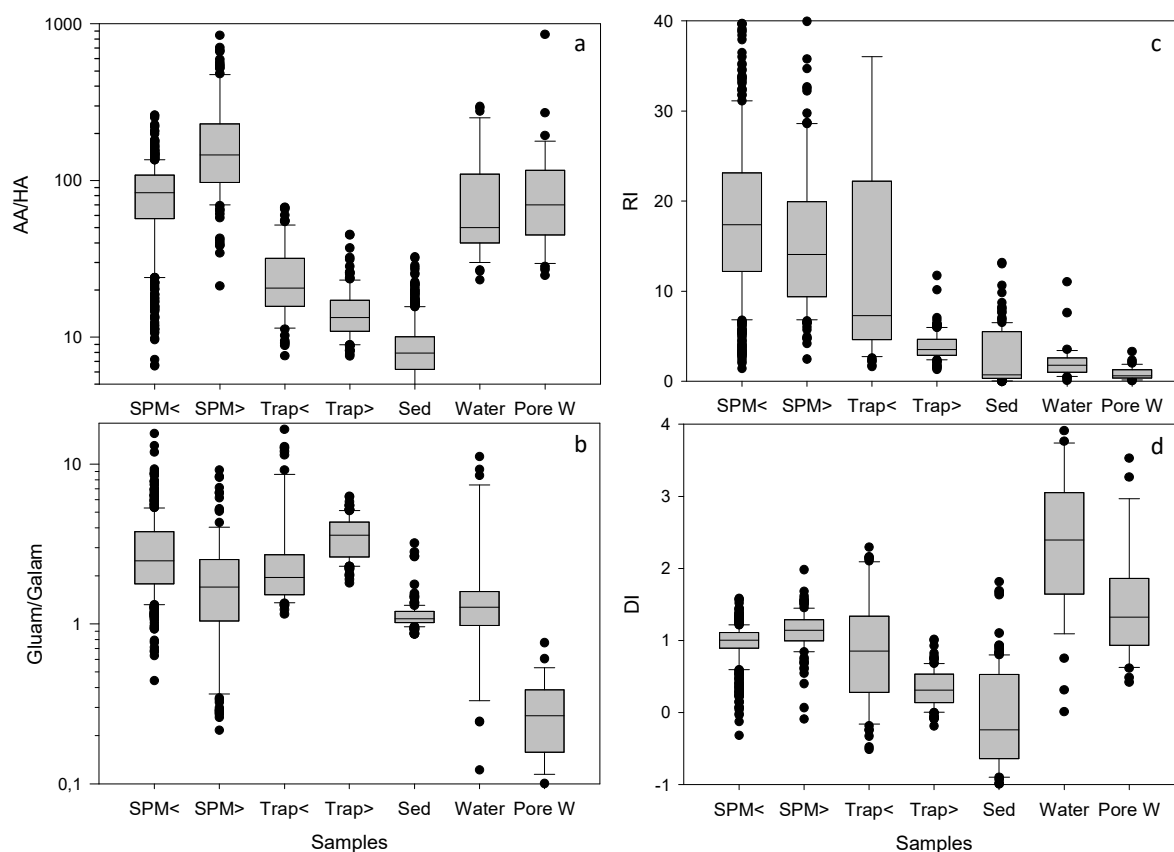 a
1000
100
10
AA/HA
SPM< SPM> Trap< Trap> Sed Water Pore W
c
40
30
20
10
0
RI
SPM< SPM> Trap< Trap> Sed Water Pore W
b
10
1
0,1
Gluam/Galam
SPM< SPM> Trap< Trap> Sed Water Pore W
Samples
d
4
3
2
1
0
-1
DI
SPM< SPM> Trap< Trap> Sed Water Pore W
Samples